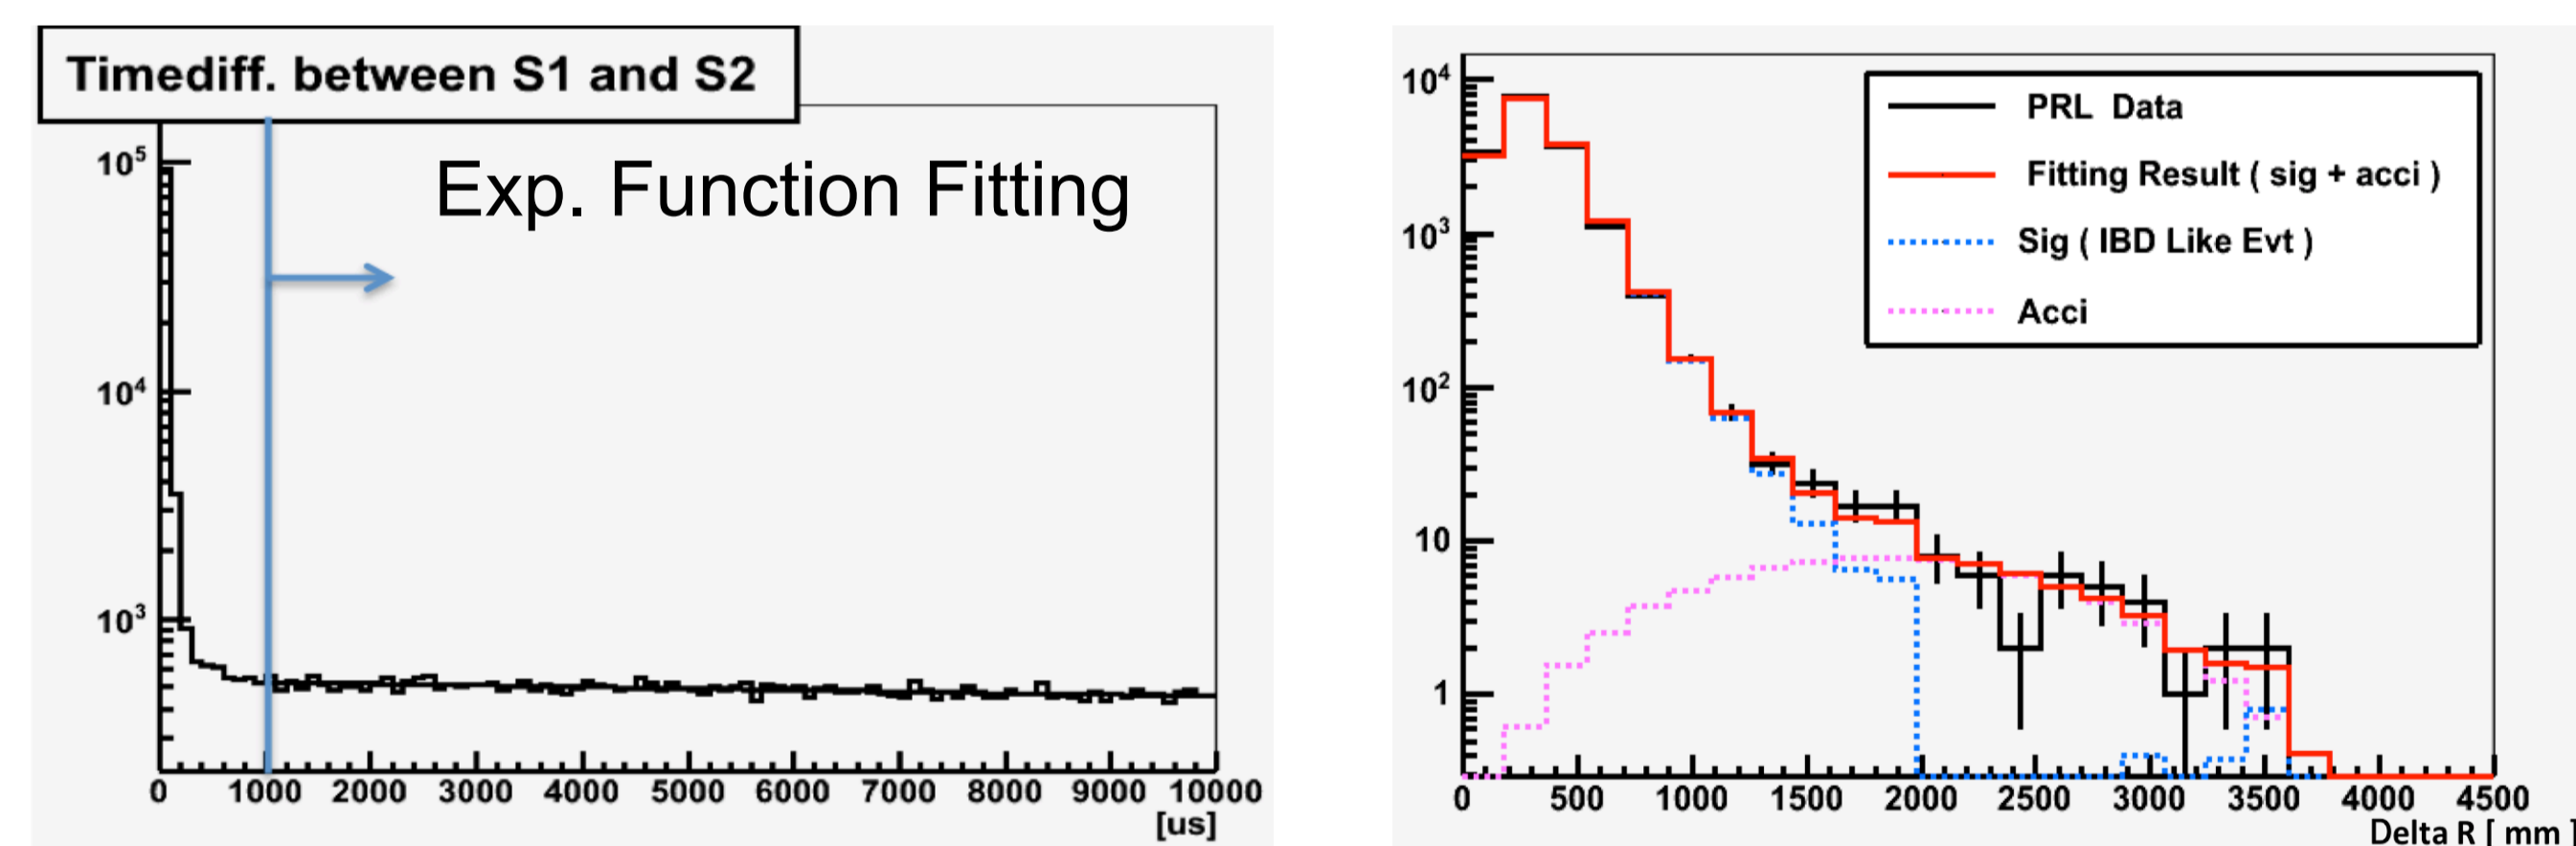 Timediff. between S1 and S2
Exp. Function Fitting
10⁵
10⁴
10³
0 1000 2000 3000 4000 5000 6000 7000 8000 9000 10000
[us]
PRL Data
Fitting Result ( sig + acci )
Sig ( IBD Like Evt )
Acci
10⁴
10³
10²
10
1
0 500 1000 1500 2000 2500 3000 3500 4000 4500
Delta R [ mm ]